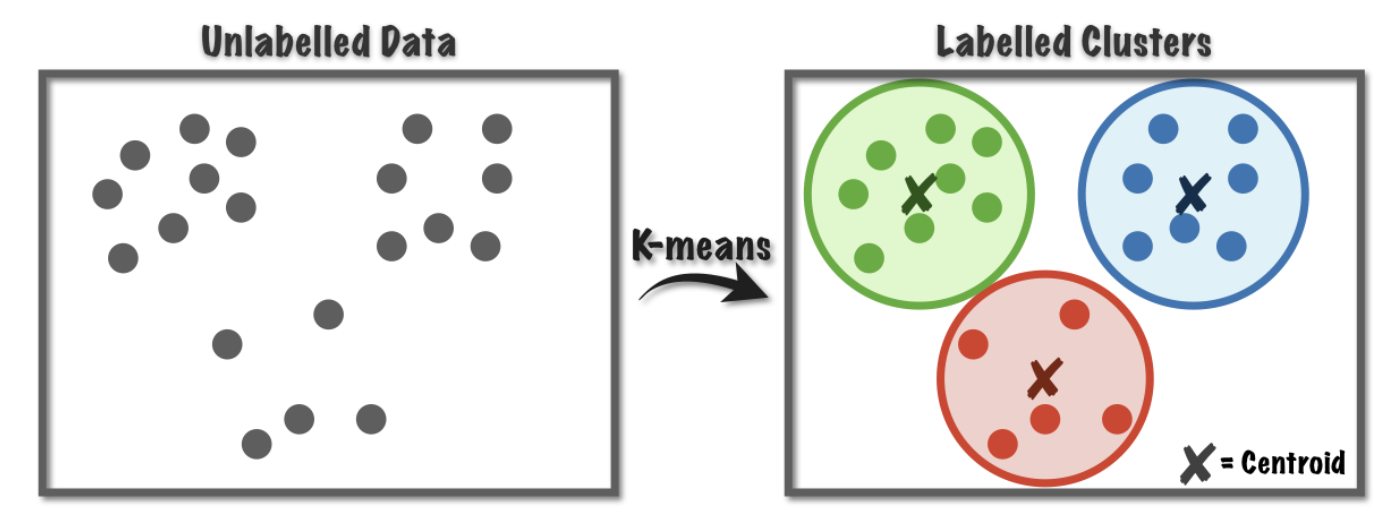 Unlabelled Data
Labelled Clusters
K-means
= Centroid